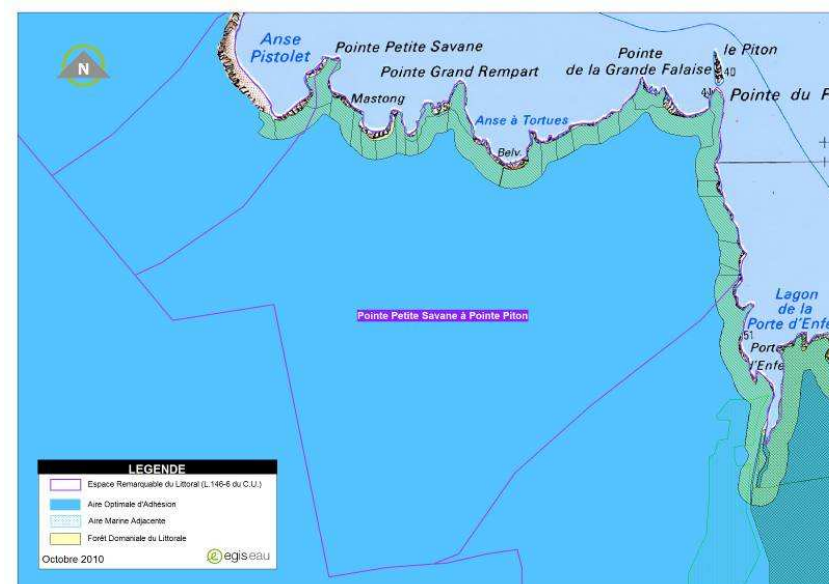 N
Anse
Pistolet
Pointe Petite Savane
Pointe Grand Rempart
Mastong
Anse à Tortues
Belv.
Pointe
de la Grande Falaise
le Piton
40
41
Pointe du P
Pointe Petite Savane à Pointe Piton
Lagon
de la
Porte d'Enfe
51
Porte
d'Enfe
LEGENDE
Espace Remarquable du Littoral (L.146-6 du C.U.)
Aire Optimale d'Adhésion
Aire Marine Adjacente
Forêt Domaniale du Littorale
Octobre 2010
egis eau